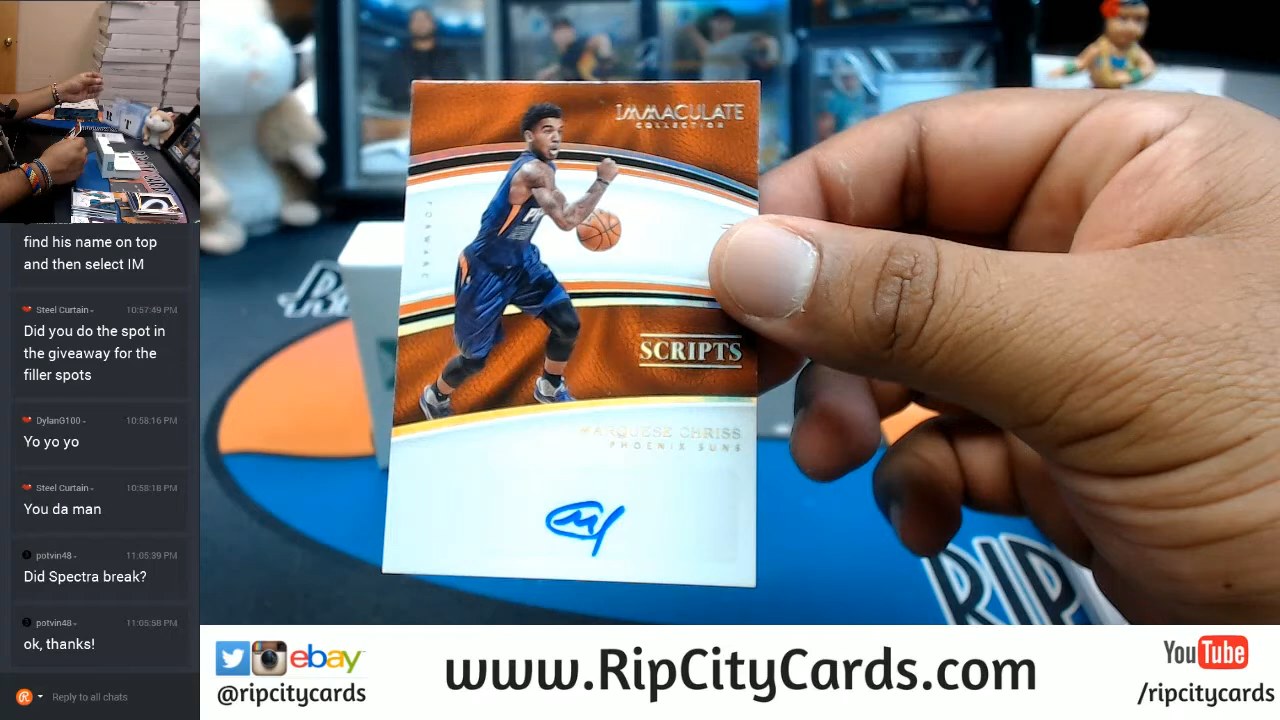 find his name on top
and then select IM
Steel Curtain
10:57:49 PM
Did you do the spot in
the giveaway for the
filler spots
DylanG100
10:58:16 PM
Yo yo yo
Steel Curtain
10:58:18 PM
You da man
potvin48
11:05:39 PM
Did Spectra break?
potvin48
11:05:58 PM
ok, thanks!
Reply to all chats
IMMACULATE
COLLECTION
FORWARD
SCRIPTS
MARQUESE CHRISS
PHOENIX SUNS
RIP
ebay
@ripcitycards
www.RipCityCards.com
YouTube
/ripcitycards